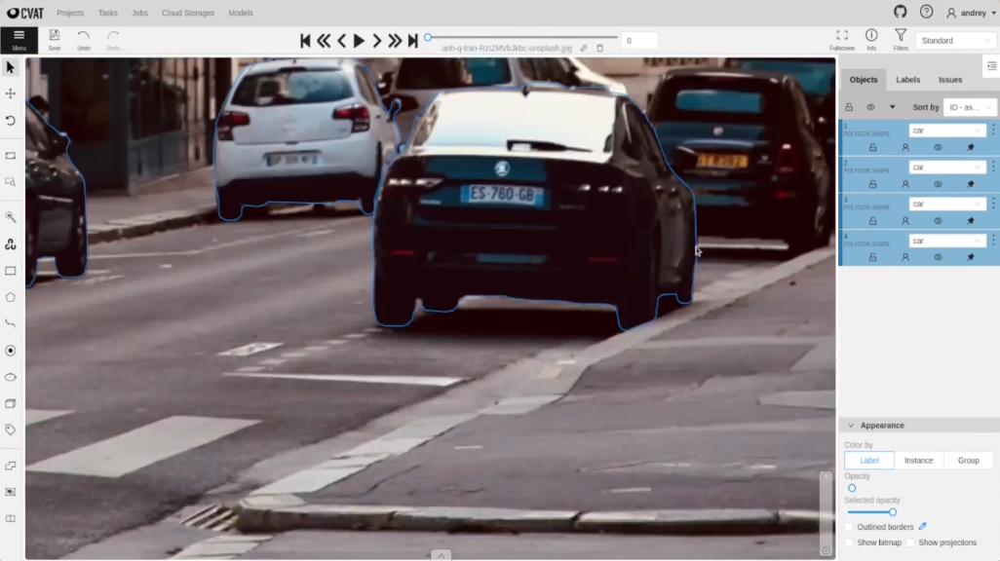 CVAT
Projects Tasks Jobs Cloud Storages Models
andrey
Menu
Save
Undo
Redo
anh-q-tran-RzIZMVbJkbc-unsplash.jpg
0
Fullscreen
Info
Filters
Standard
Objects Labels Issues
Sort by ID - as...
1
POLYGON SHAPE
car
2
POLYGON SHAPE
car
3
POLYGON SHAPE
car
4
POLYGON SHAPE
car
ES-760-GB
Appearance
Color by
Label Instance Group
Opacity
Selected opacity
Outlined borders
Show bitmap Show projections